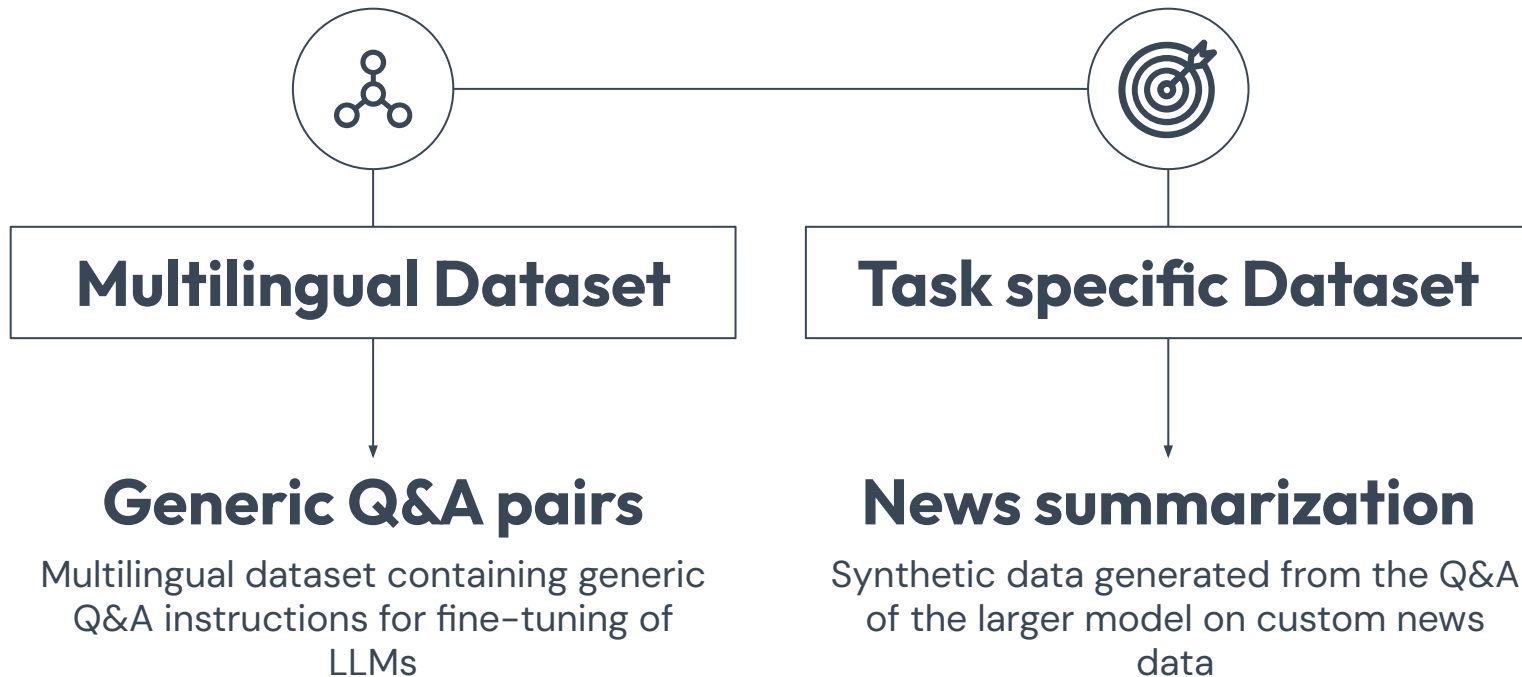 Multilingual Dataset
Task specific Dataset
Generic Q&A pairs
Multilingual dataset containing generic
Q&A instructions for fine-tuning of
LLMs
News summarization
Synthetic data generated from the Q&A
of the larger model on custom news
data